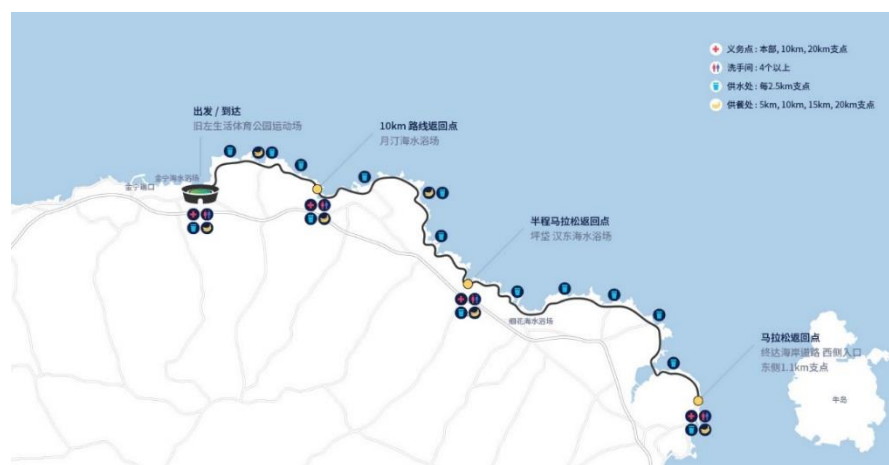 义务点 : 本部, 10km, 20km支点
洗手间 : 4个以上
供水处 : 每2.5km支点
供餐处 : 5km, 10km, 15km, 20km支点
出发 / 到达
旧左生活体育公园运动场
10km 路线返回点
月汀海水浴场
金宁海水浴场
金宁港口
半程马拉松返回点
坪垈 汉东海水浴场
细花海水浴场
马拉松返回点
终达海岸道路 西侧入口
东侧1.1km支点
牛岛